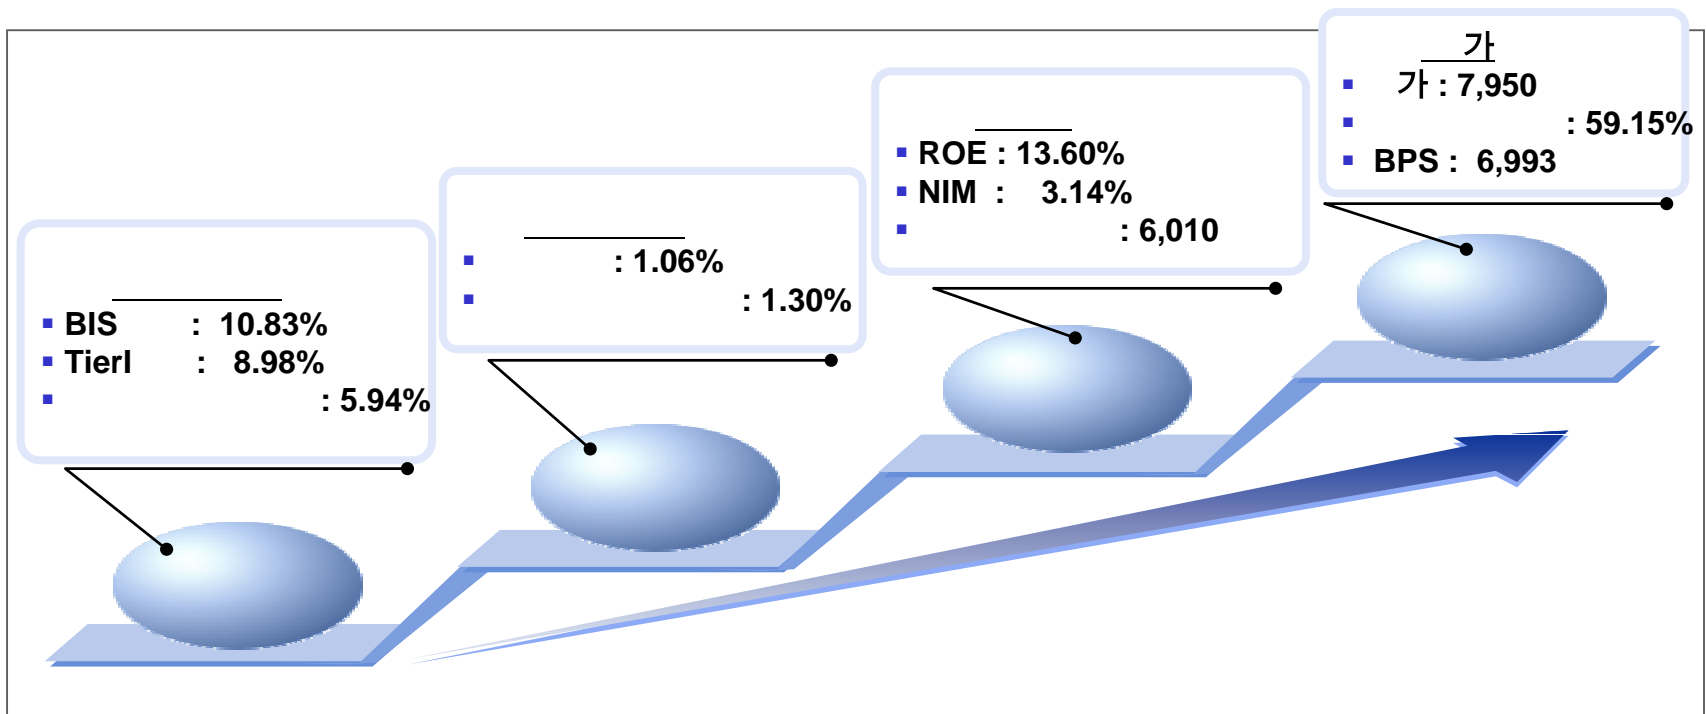 BIS : 10.83%
TierI : 8.98%
: 5.94%
: 1.06%
: 1.30%
ROE : 13.60%
NIM : 3.14%
: 6,010
가
가 : 7,950
: 59.15%
BPS : 6,993